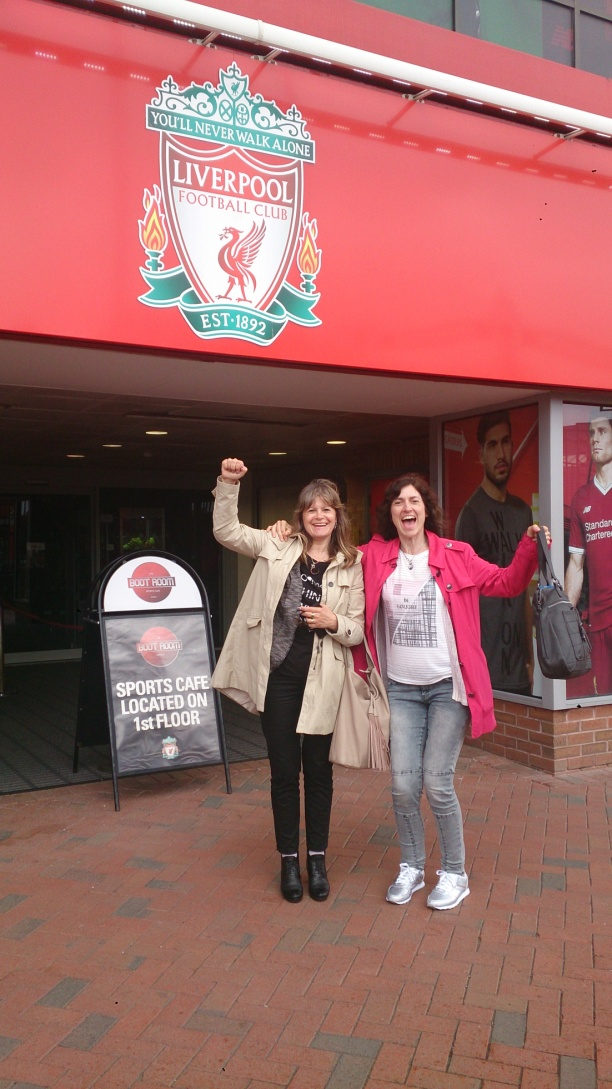 YOU'LL NEVER WALK ALONE
LIVERPOOL
FOOTBALL CLUB
EST·1892
BOOT ROOM
BOOT ROOM
SPORTS CAFE
LOCATED ON
1st FLOOR
Standard
Chartered